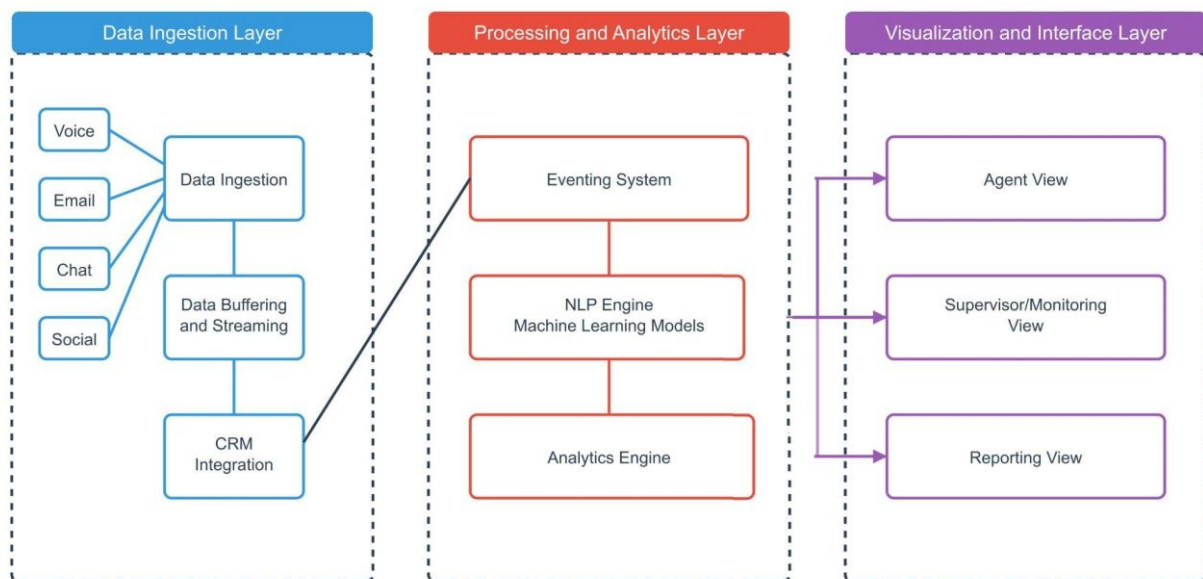 Data Ingestion Layer
Voice
Email
Chat
Social
Data Ingestion
Data Buffering
and Streaming
CRM
Integration
Processing and Analytics Layer
Eventing System
NLP Engine
Machine Learning Models
Analytics Engine
Visualization and Interface Layer
Agent View
Supervisor/Monitoring
View
Reporting View